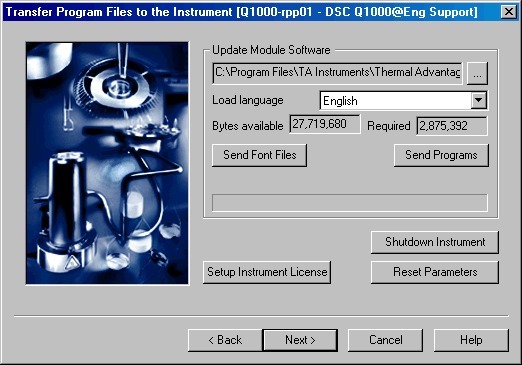 Transfer Program Files to the Instrument [Q1000-rpp01 - DSC Q1000@Eng Support]
Update Module Software
C:\Program Files\TA Instruments\Thermal Advantag
...
Load language English
Bytes available 27,719,680 Required 2,875,392
Send Font Files Send Programs
Shutdown Instrument
Setup Instrument License Reset Parameters
< Back Next > Cancel Help